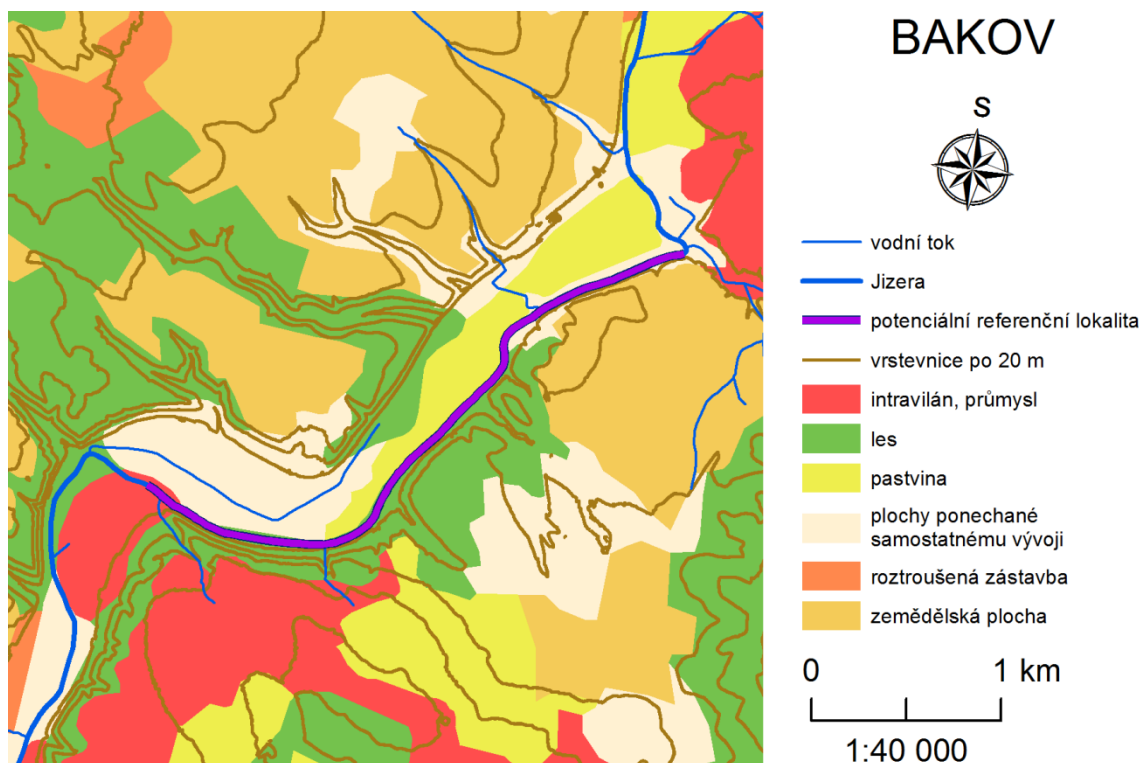 BAKOV
S
vodní tok
Jizera
potenciální referenční lokalita
vrstevnice po 20 m
intravilán, průmysl
les
pastvina
plochy ponechané
samostatnému vývoji
roztroušená zástavba
zemědělská plocha
0 1 km
1:40 000